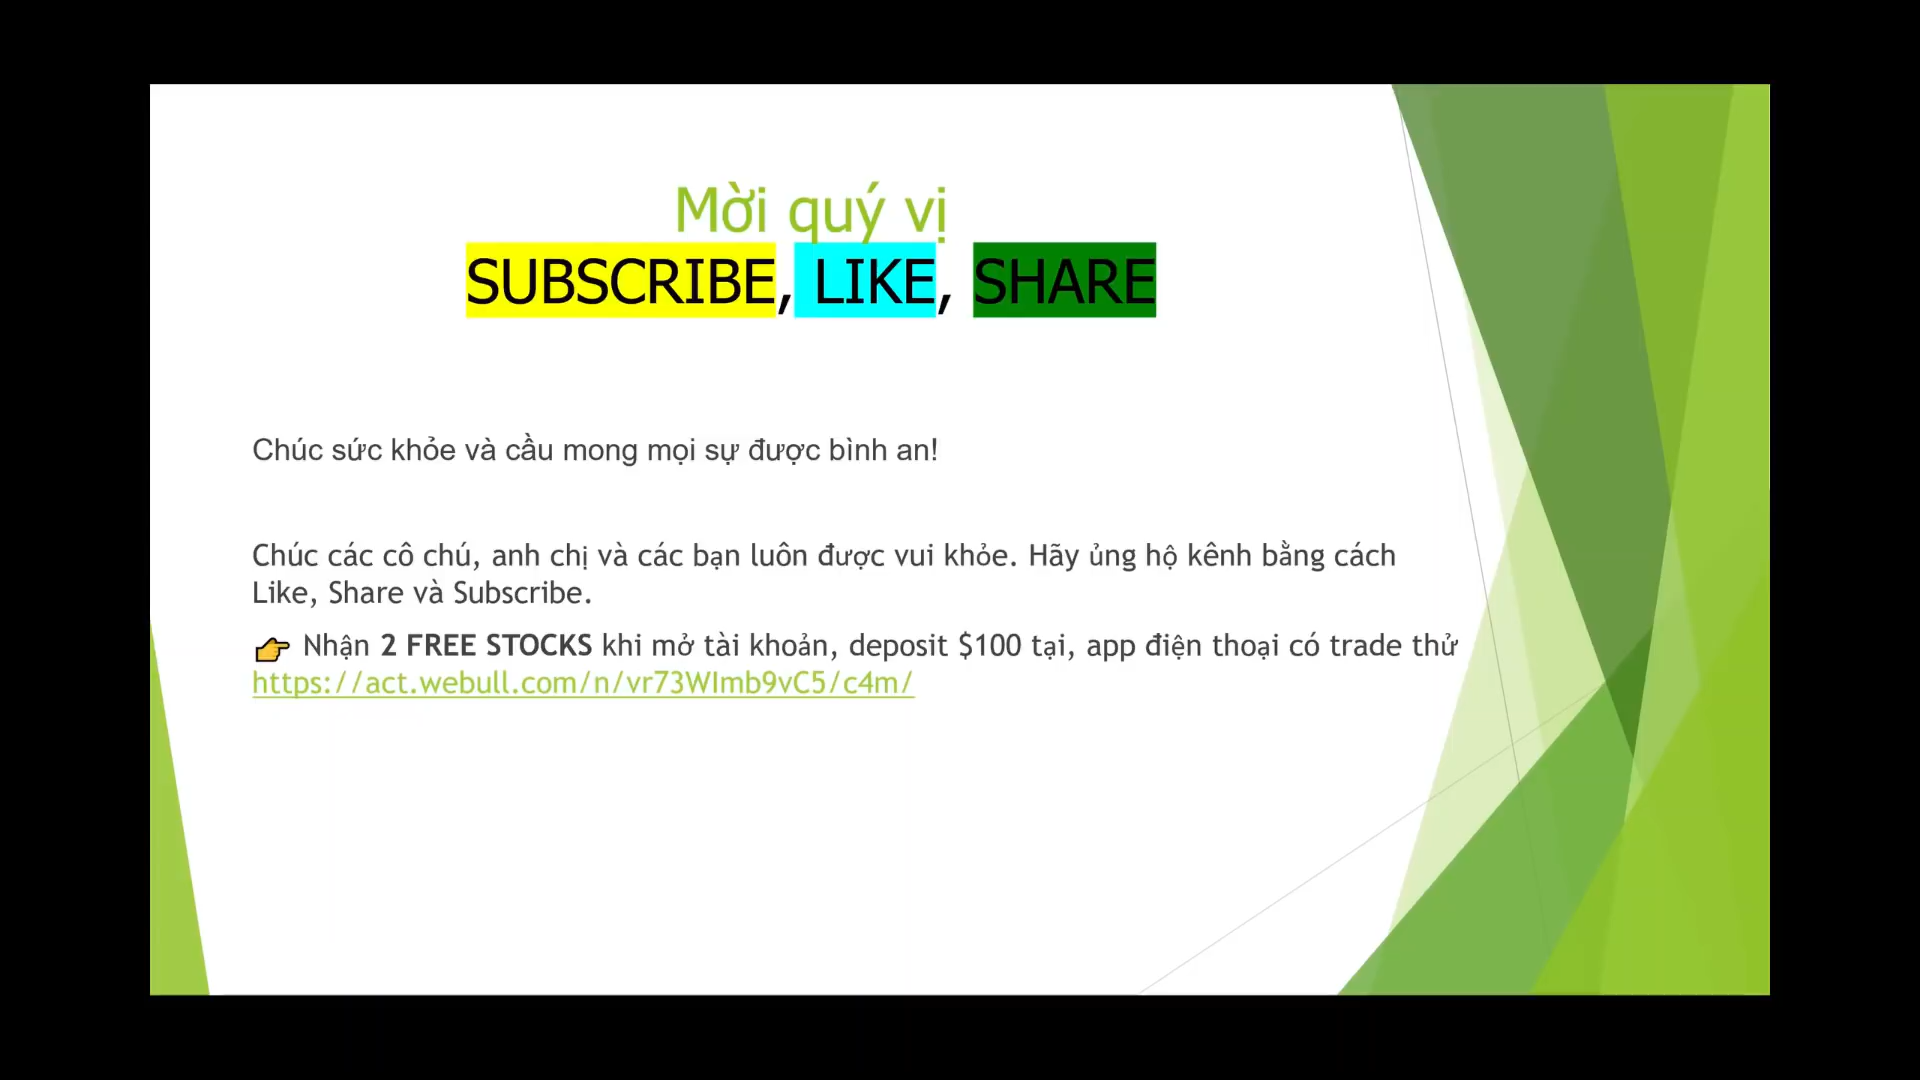 Mời quý vị
SUBSCRIBE, LIKE, SHARE
Chúc sức khỏe và cầu mong mọi sự được bình an!
Chúc các cô chú, anh chị và các bạn luôn được vui khỏe. Hãy ủng hộ kênh bằng cách
Like, Share và Subscribe.
👉 Nhận 2 FREE STOCKS khi mở tài khoản, deposit $100 tại, app điện thoại có trade thử
https://act.webull.com/n/vr73WImb9vC5/c4m/